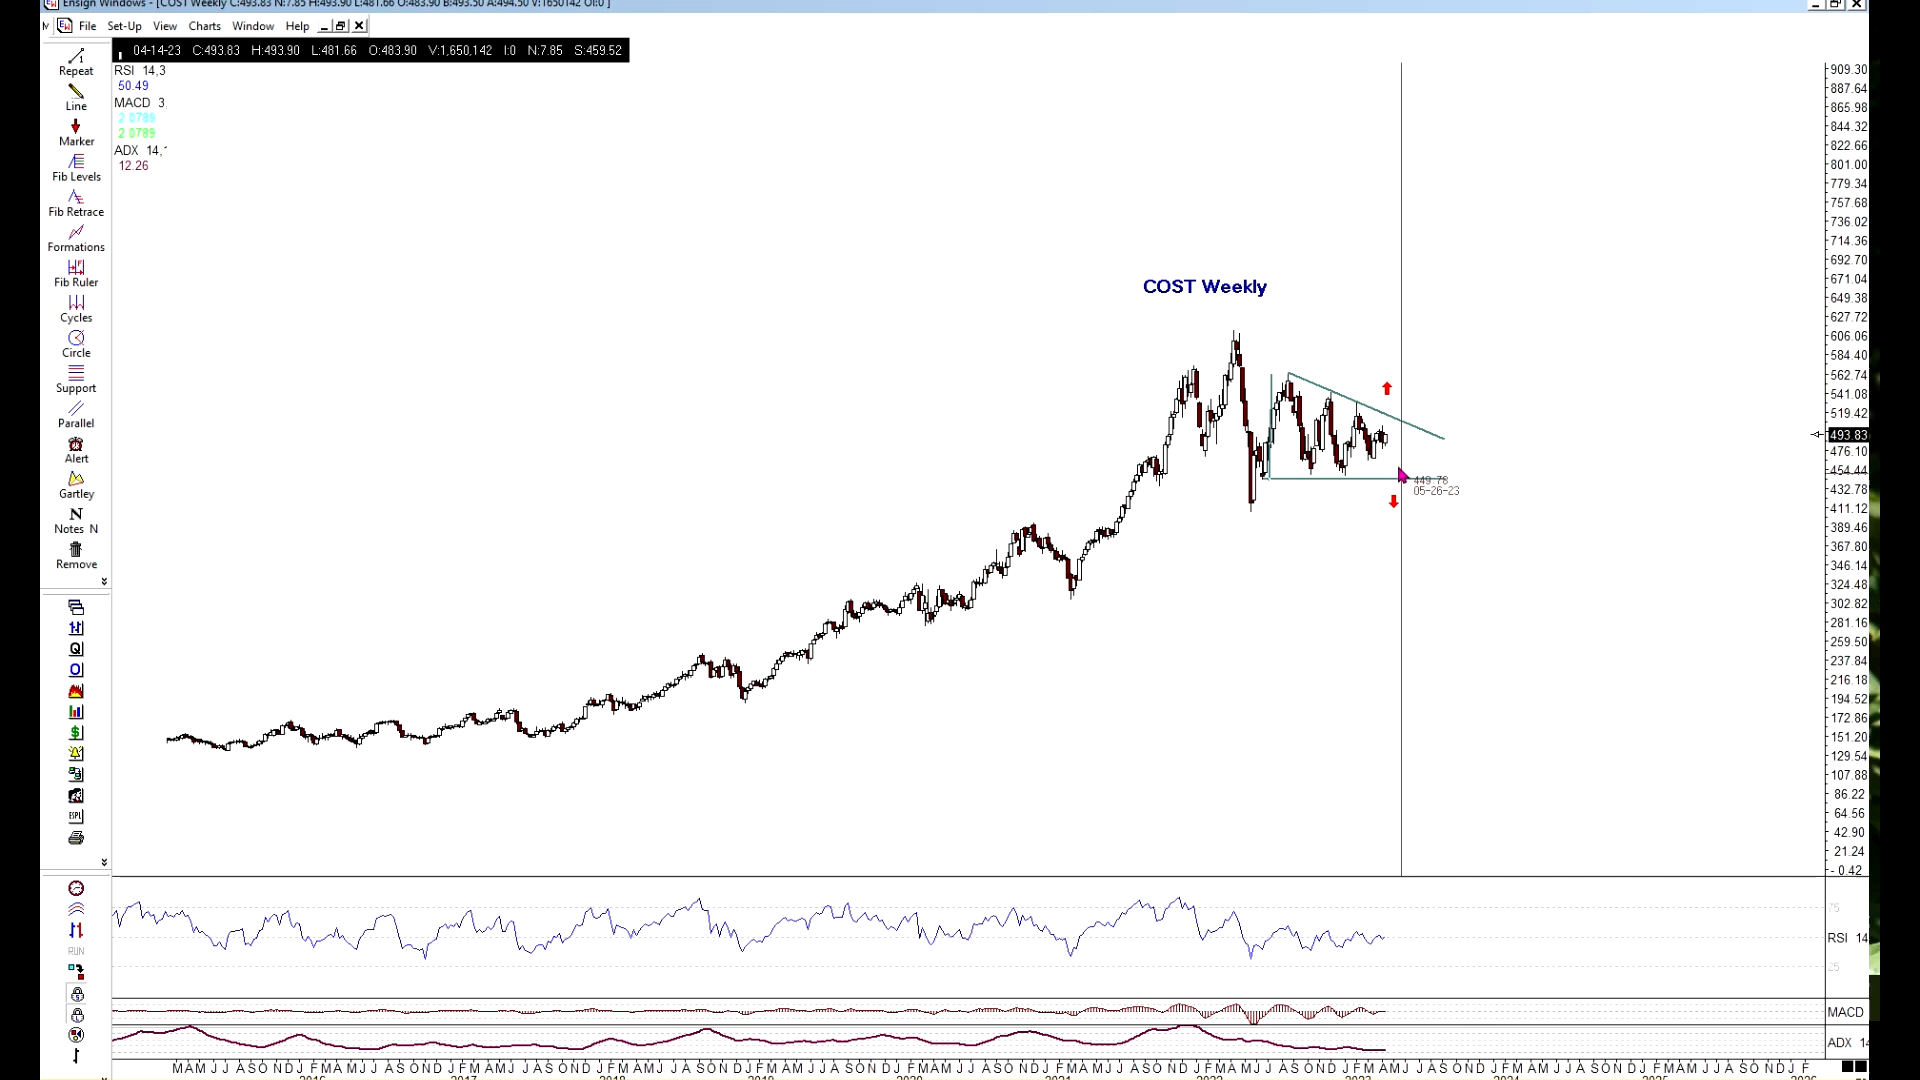 Ensign Windows - [COST Weekly C:493.83 N:7.85 H:493.90 L:481.66 O:483.90 B:493.50 A:494.50 V:1650142 OI:0 ]
File Set-Up View Charts Window Help
04-14-23 C:493.83 H:493.90 L:481.66 O:483.90 V:1,650,142 I:0 N:7.85 S:459.52
Repeat
Line
Marker
Fib Levels
Fib Retrace
Formations
Fib Ruler
Cycles
Circle
Support
Parallel
Alert
Gartley
Notes N
Remove
ESPL
RUN
RSI 14,3
50.49
MACD 3,
2.0789
2.0789
ADX 14,
12.26
COST Weekly
449.78
05-26-23
909.30
887.64
865.98
844.32
822.66
801.00
779.34
757.68
736.02
714.36
692.70
671.04
649.38
627.72
606.06
584.40
562.74
541.08
519.42
493.83
476.10
454.44
432.78
411.12
389.46
367.80
346.14
324.48
302.82
281.16
259.50
237.84
216.18
194.52
172.86
151.20
129.54
107.88
86.22
64.56
42.90
21.24
-0.42
75
RSI 14
25
MACD
ADX 14